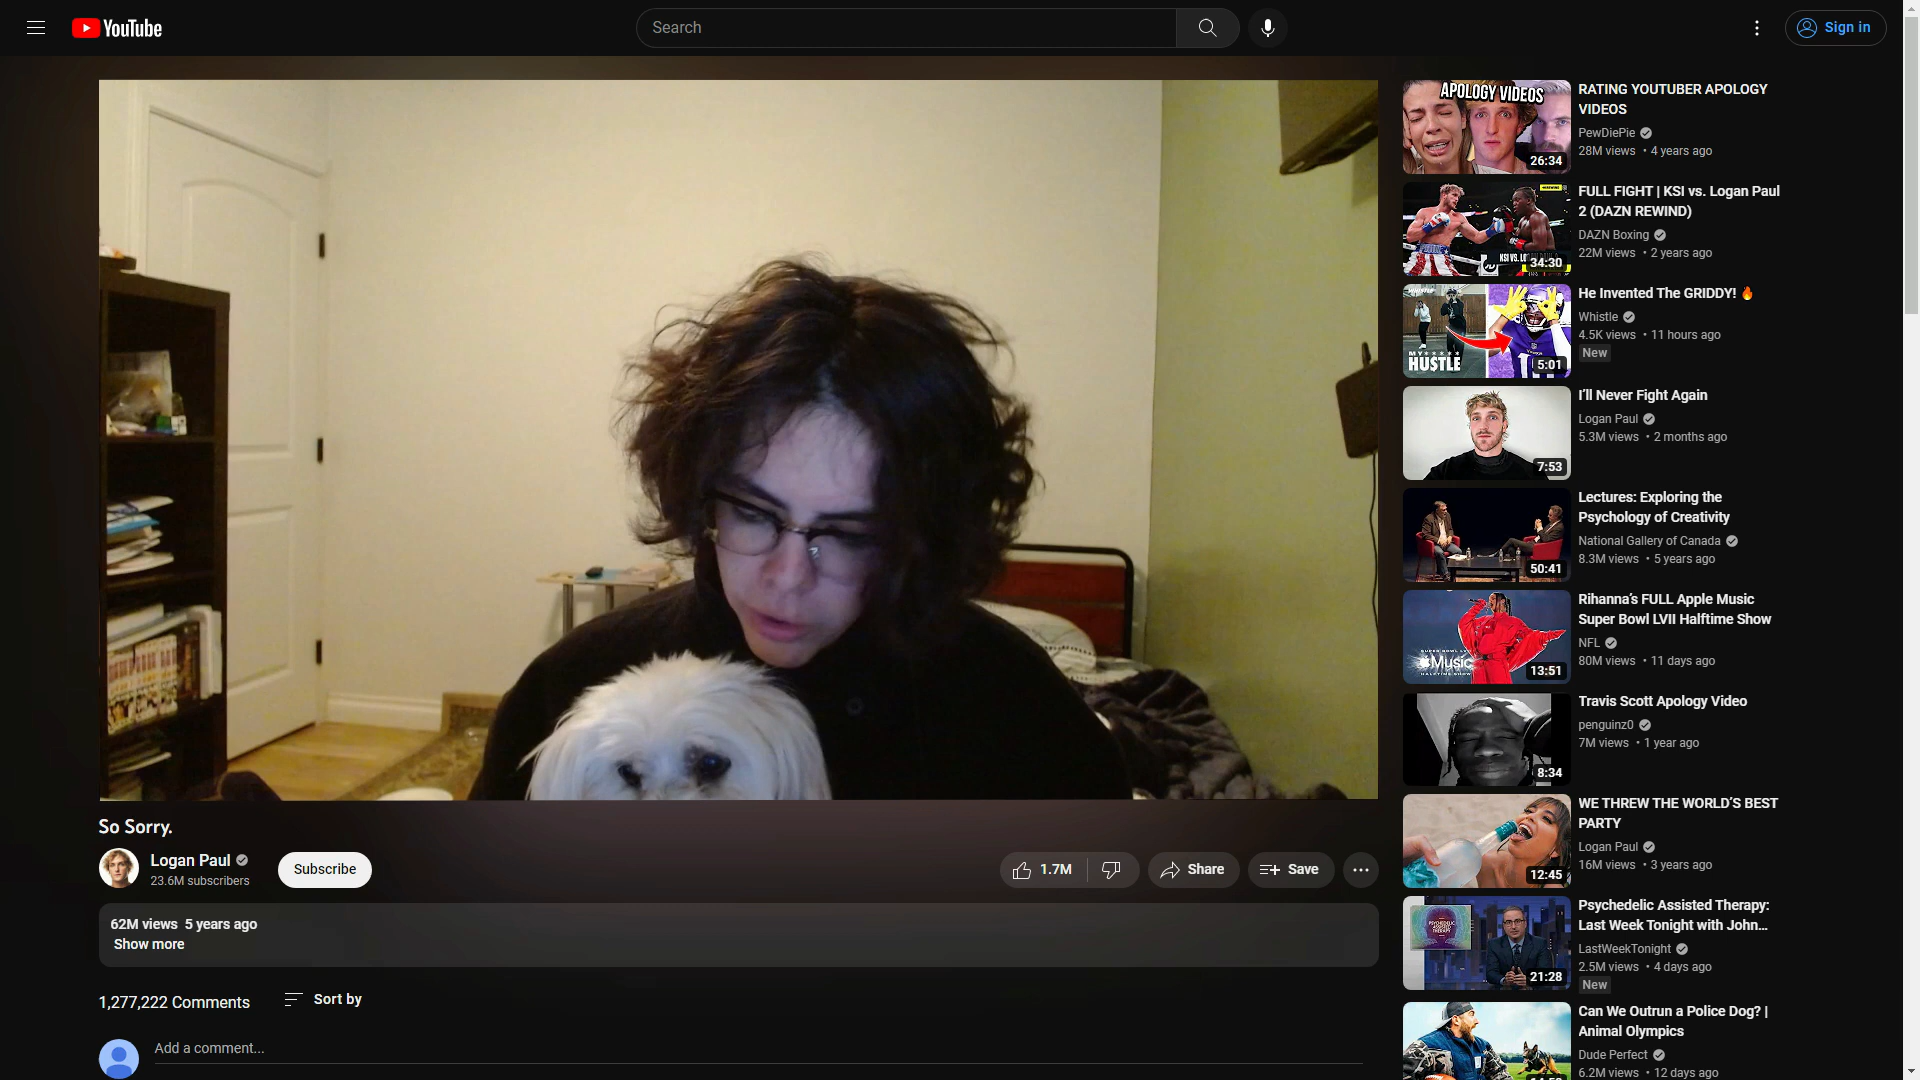 YouTube
Search
Sign in
So Sorry.
Logan Paul
23.6M subscribers
Subscribe
1.7M
Share
Save
62M views 5 years ago
Show more
1,277,222 Comments
Sort by
Add a comment...
APOLOGY VIDEOS
26:34
RATING YOUTUBER APOLOGY
VIDEOS
PewDiePie
28M views • 4 years ago
34:30
FULL FIGHT | KSI vs. Logan Paul
2 (DAZN REWIND)
DAZN Boxing
22M views • 2 years ago
MY*****
HUSTLE
5:01
He Invented The GRIDDY! 🔥
Whistle
4.5K views • 11 hours ago
New
7:53
I'll Never Fight Again
Logan Paul
5.3M views • 2 months ago
50:41
Lectures: Exploring the
Psychology of Creativity
National Gallery of Canada
8.3M views • 5 years ago
Music
13:51
Rihanna's FULL Apple Music
Super Bowl LVII Halftime Show
NFL
80M views • 11 days ago
8:34
Travis Scott Apology Video
penguinz0
7M views • 1 year ago
12:45
WE THREW THE WORLD'S BEST
PARTY
Logan Paul
16M views • 3 years ago
PSYCHEDELIC
ASSISTED
THERAPY
21:28
Psychedelic Assisted Therapy:
Last Week Tonight with John...
LastWeekTonight
2.5M views • 4 days ago
New
Can We Outrun a Police Dog? |
Animal Olympics
Dude Perfect
6.2M views • 12 days ago